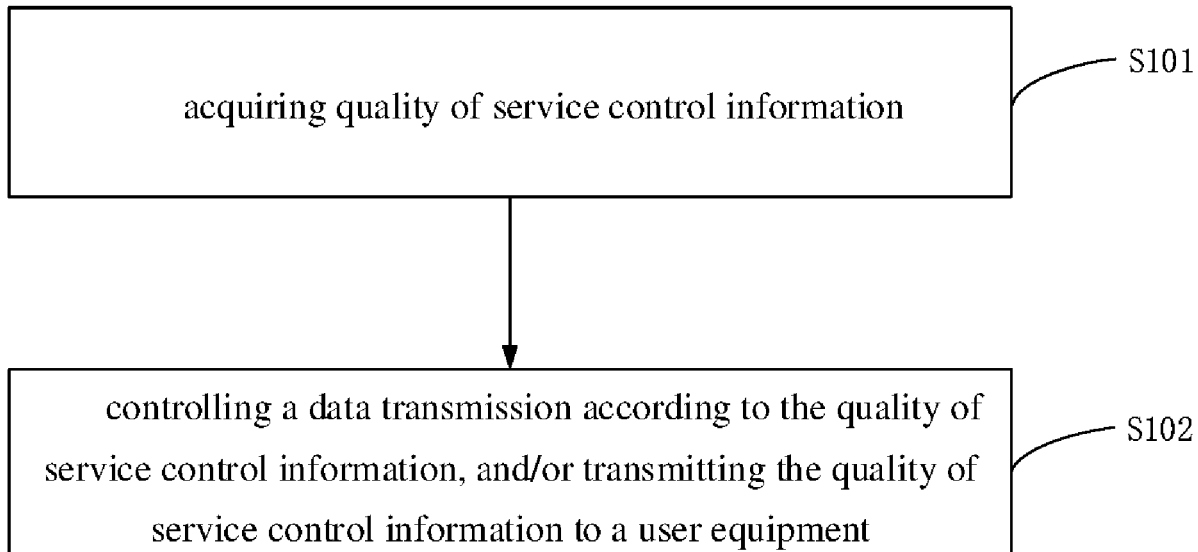 acquiring quality of service control information
S101
controlling a data transmission according to the quality of
service control information, and/or transmitting the quality of
service control information to a user equipment
S102